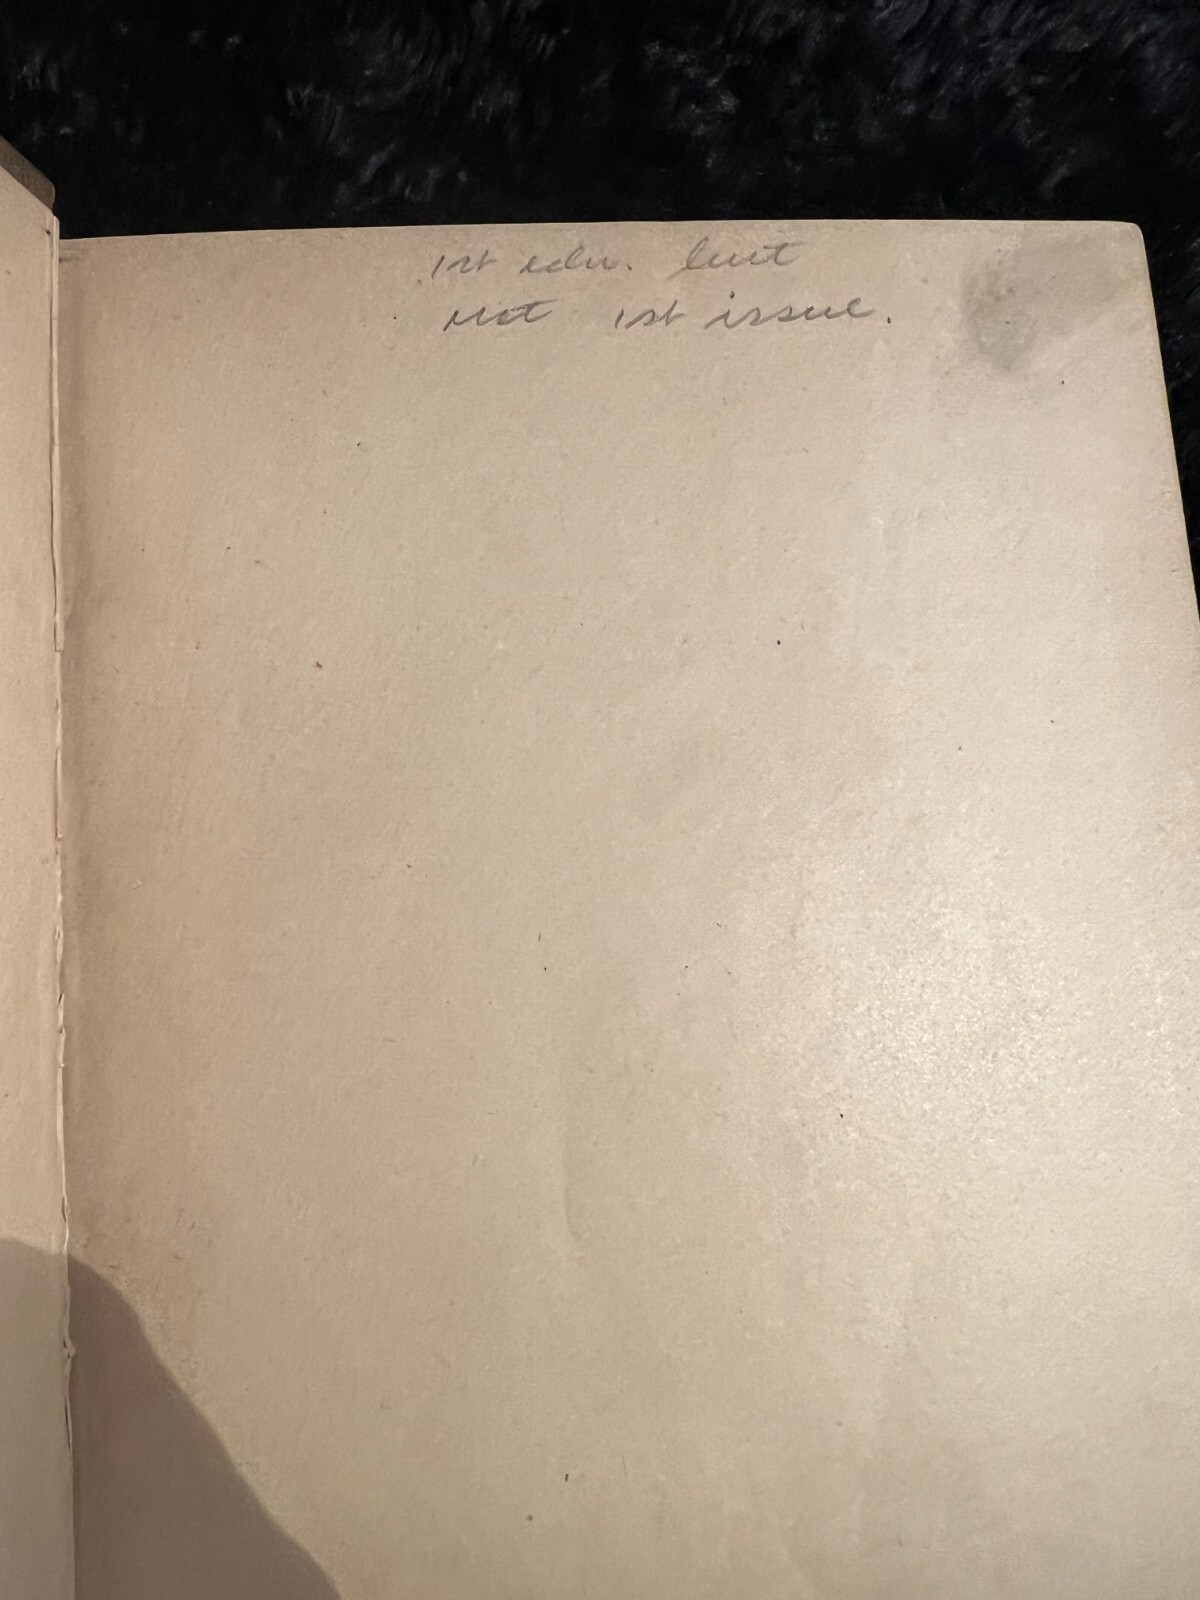 1st edn. but
not 1st issue.